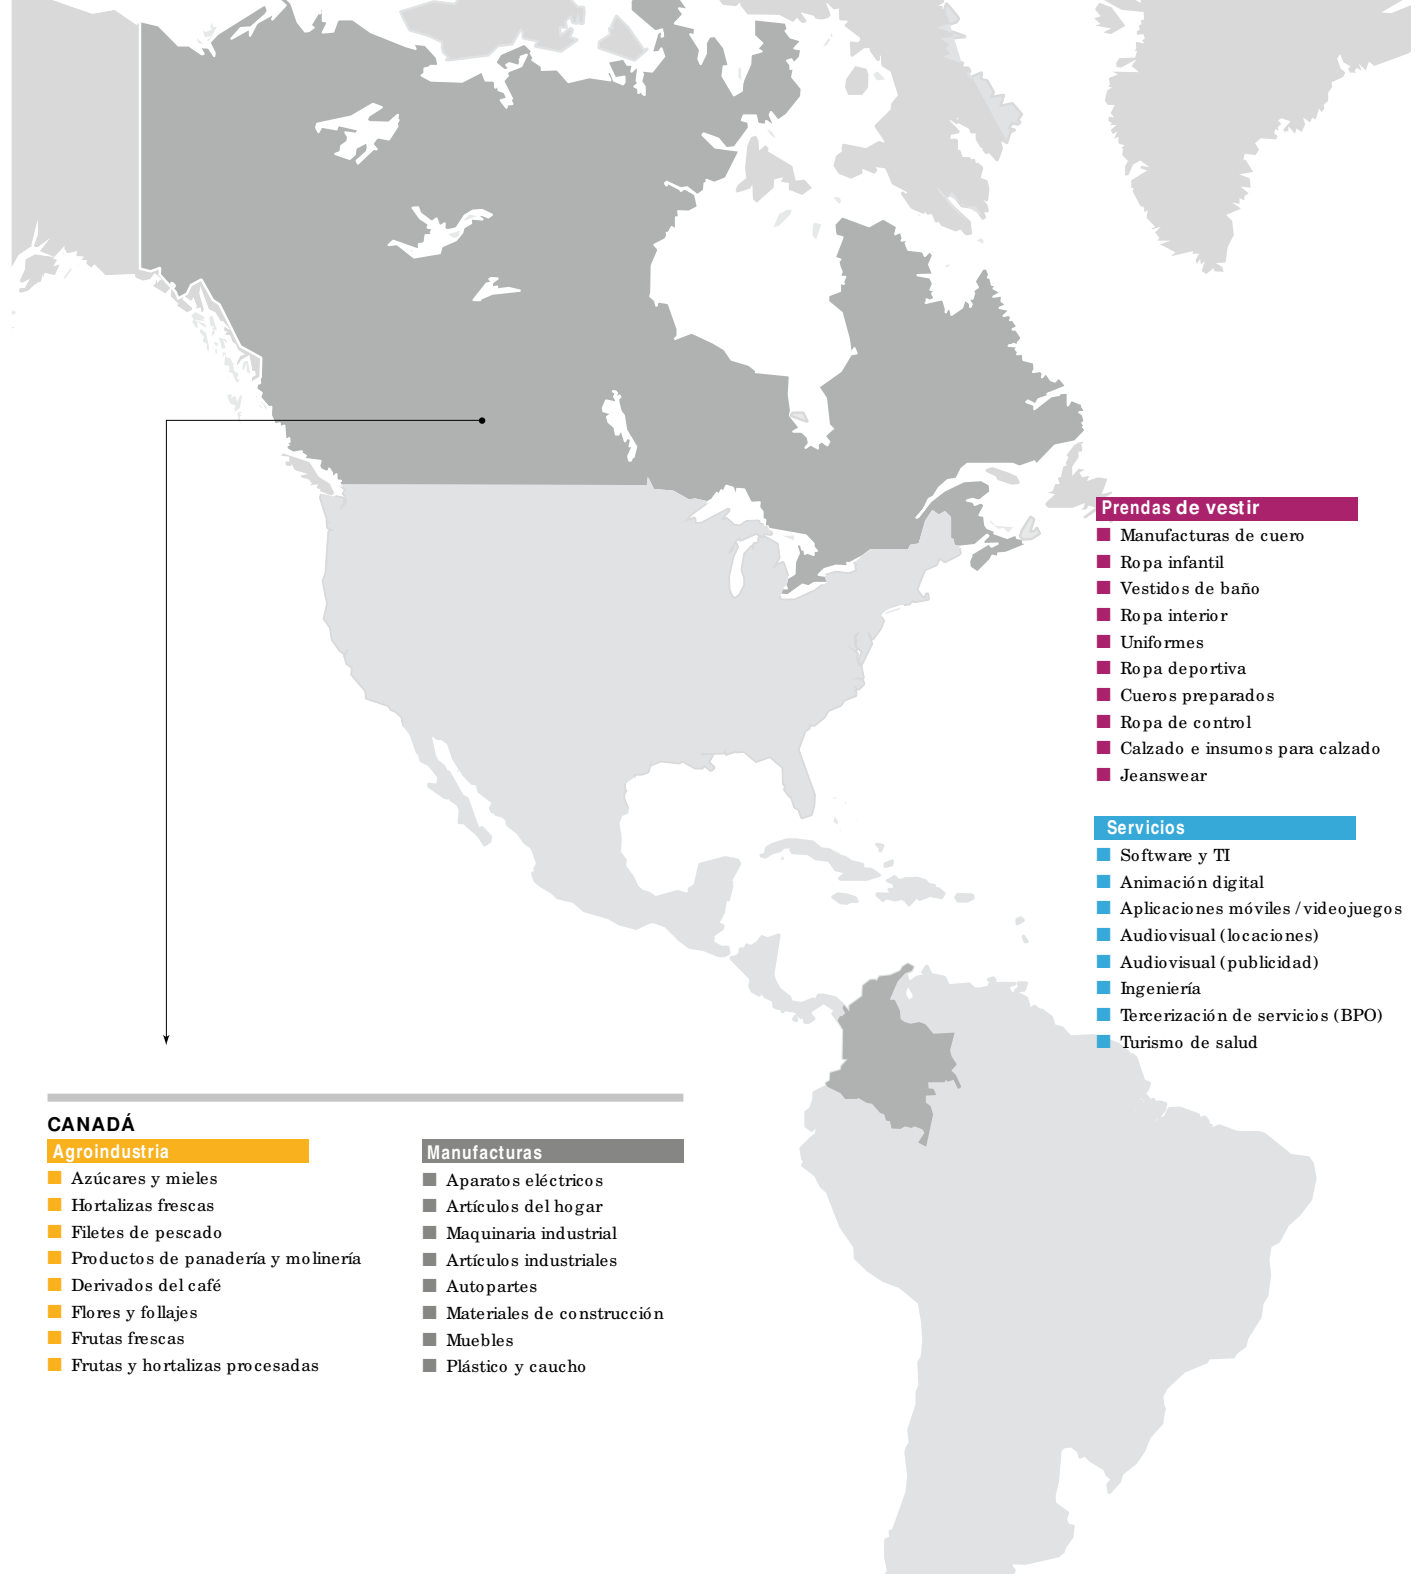 CANADÁ
Agroindustria
Azúcares y mieles
Hortalizas frescas
Filetes de pescado
Productos de panadería y molinería
Derivados del café
Flores y follajes
Frutas frescas
Frutas y hortalizas procesadas
Manufacturas
Aparatos eléctricos
Artículos del hogar
Maquinaria industrial
Artículos industriales
Autopartes
Materiales de construcción
Muebles
Plástico y caucho
Prendas de vestir
Manufacturas de cuero
Ropa infantil
Vestidos de baño
Ropa interior
Uniformes
Ropa deportiva
Cueros preparados
Ropa de control
Calzado e insumos para calzado
Jeanswear
Servicios
Software y TI
Animación digital
Aplicaciones móviles / videojuegos
Audiovisual (locaciones)
Audiovisual (publicidad)
Ingeniería
Tercerización de servicios (BPO)
Turismo de salud